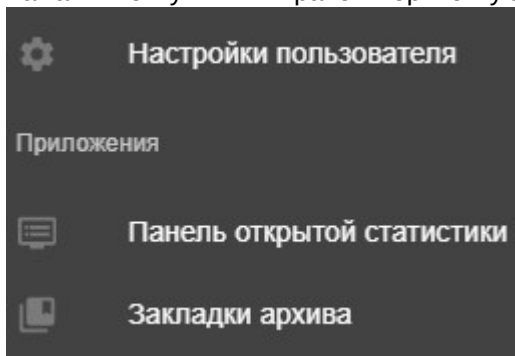 Настройки пользователя
Приложения
Панель открытой статистики
Закладки архива